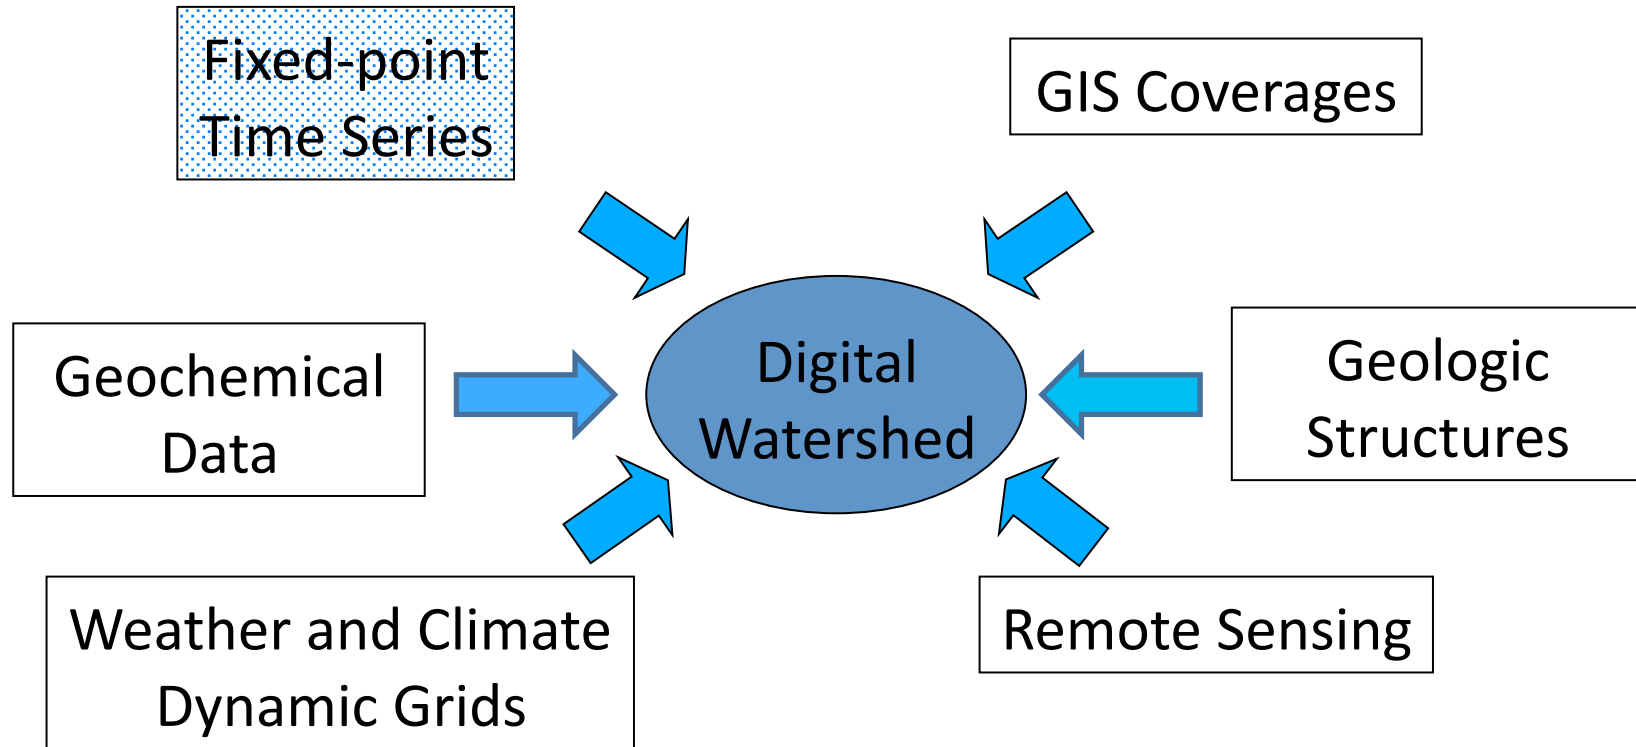 Fixed-point
Time Series
GIS Coverages
Geochemical
Data
Digital
Watershed
Geologic
Structures
Weather and Climate
Dynamic Grids
Remote Sensing